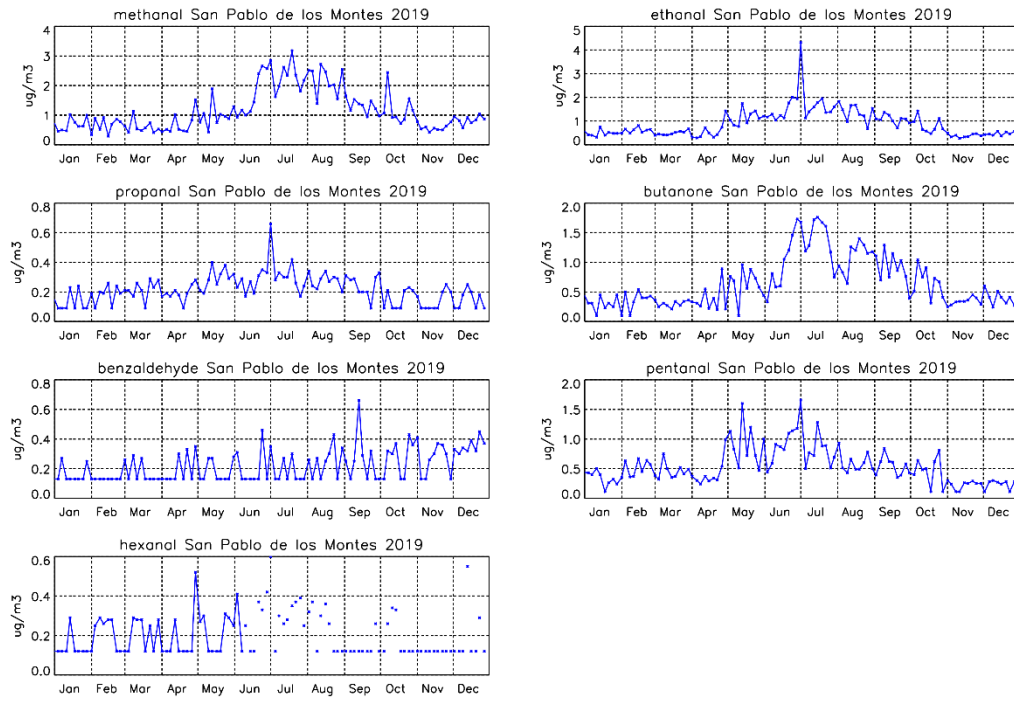 methanal San Pablo de los Montes 2019
4
3
2
1
0
ug/m3
Jan Feb Mar Apr May Jun Jul Aug Sep Oct Nov Dec
ethanal San Pablo de los Montes 2019
5
4
3
2
1
0
ug/m3
Jan Feb Mar Apr May Jun Jul Aug Sep Oct Nov Dec
propanal San Pablo de los Montes 2019
0.8
0.6
0.4
0.2
0.0
ug/m3
Jan Feb Mar Apr May Jun Jul Aug Sep Oct Nov Dec
butanone San Pablo de los Montes 2019
2.0
1.5
1.0
0.5
0.0
ug/m3
Jan Feb Mar Apr May Jun Jul Aug Sep Oct Nov Dec
benzaldehyde San Pablo de los Montes 2019
0.8
0.6
0.4
0.2
0.0
ug/m3
Jan Feb Mar Apr May Jun Jul Aug Sep Oct Nov Dec
pentanal San Pablo de los Montes 2019
2.0
1.5
1.0
0.5
0.0
ug/m3
Jan Feb Mar Apr May Jun Jul Aug Sep Oct Nov Dec
hexanal San Pablo de los Montes 2019
0.6
0.4
0.2
0.0
ug/m3
Jan Feb Mar Apr May Jun Jul Aug Sep Oct Nov Dec